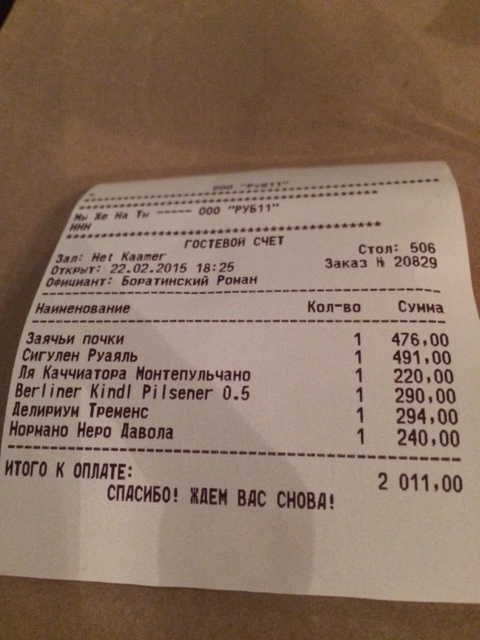 ООО "РУБ11"
Мы Же На Ты ----- ООО "РУБ11"
ИНН
ГОСТЕВОЙ СЧЕТ
Зал: Het Kaamer Стол: 506
Открыт: 22.02.2015 18:25 Заказ № 20829
Официант: Боратинский Роман
Наименование Кол-во Сумма
Заячьи почки 1 476,00
Сигулен Руаяль 1 491,00
Ля Каччиатора Монтепульчано 1 220,00
Berliner Kindl Pilsener 0.5 1 290,00
Делириум Тременс 1 294,00
Нормано Неро Давола 1 240,00
ИТОГО К ОПЛАТЕ: 2 011,00
СПАСИБО! ЖДЕМ ВАС СНОВА!